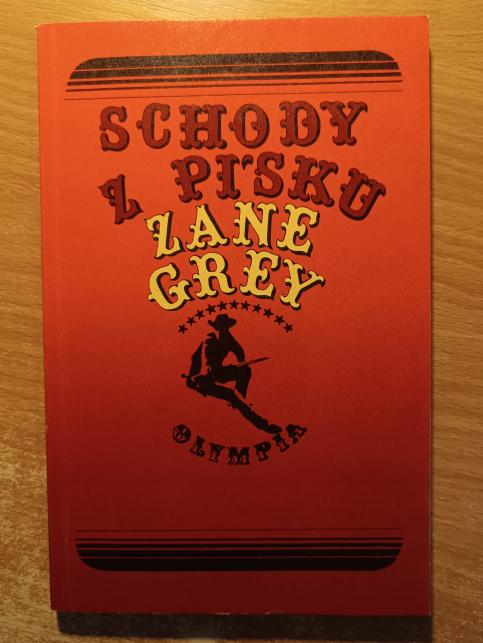 SCHODY
Z PÍSKU
ZANE
GREY
OLYMPIA